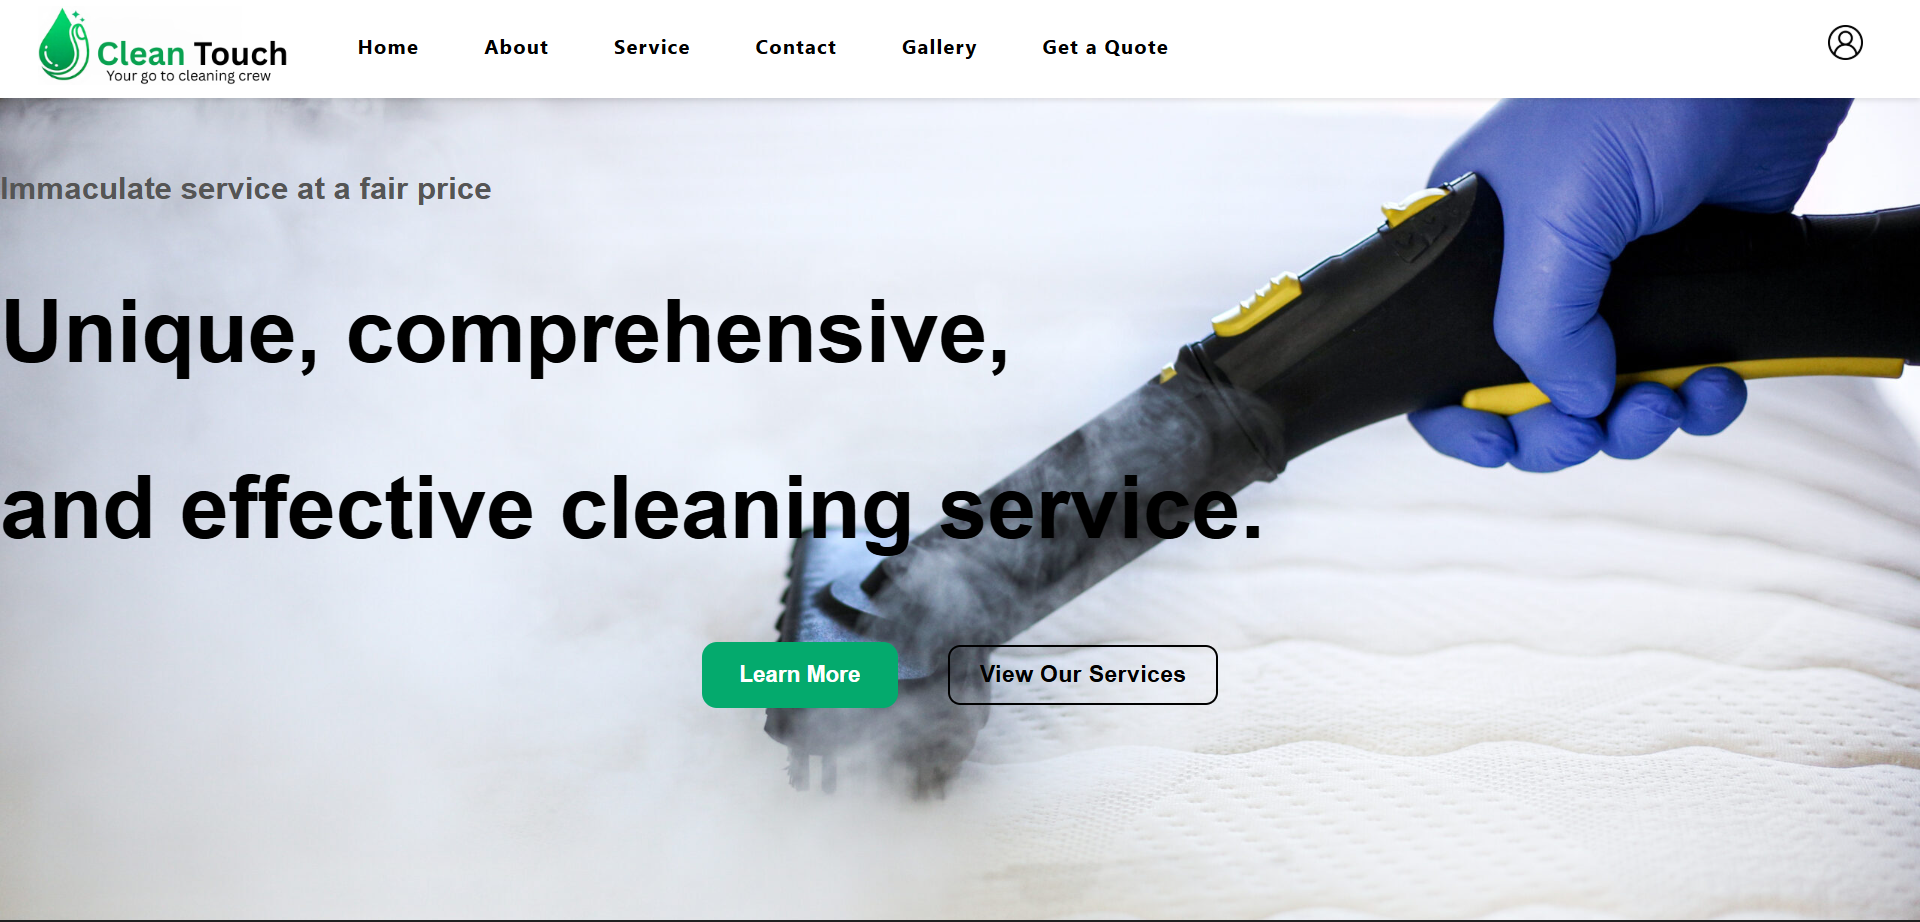 Clean Touch
Your go to cleaning crew
Home
About
Service
Contact
Gallery
Get a Quote
Immaculate service at a fair price
Unique, comprehensive,
and effective cleaning service.
Learn More
View Our Services